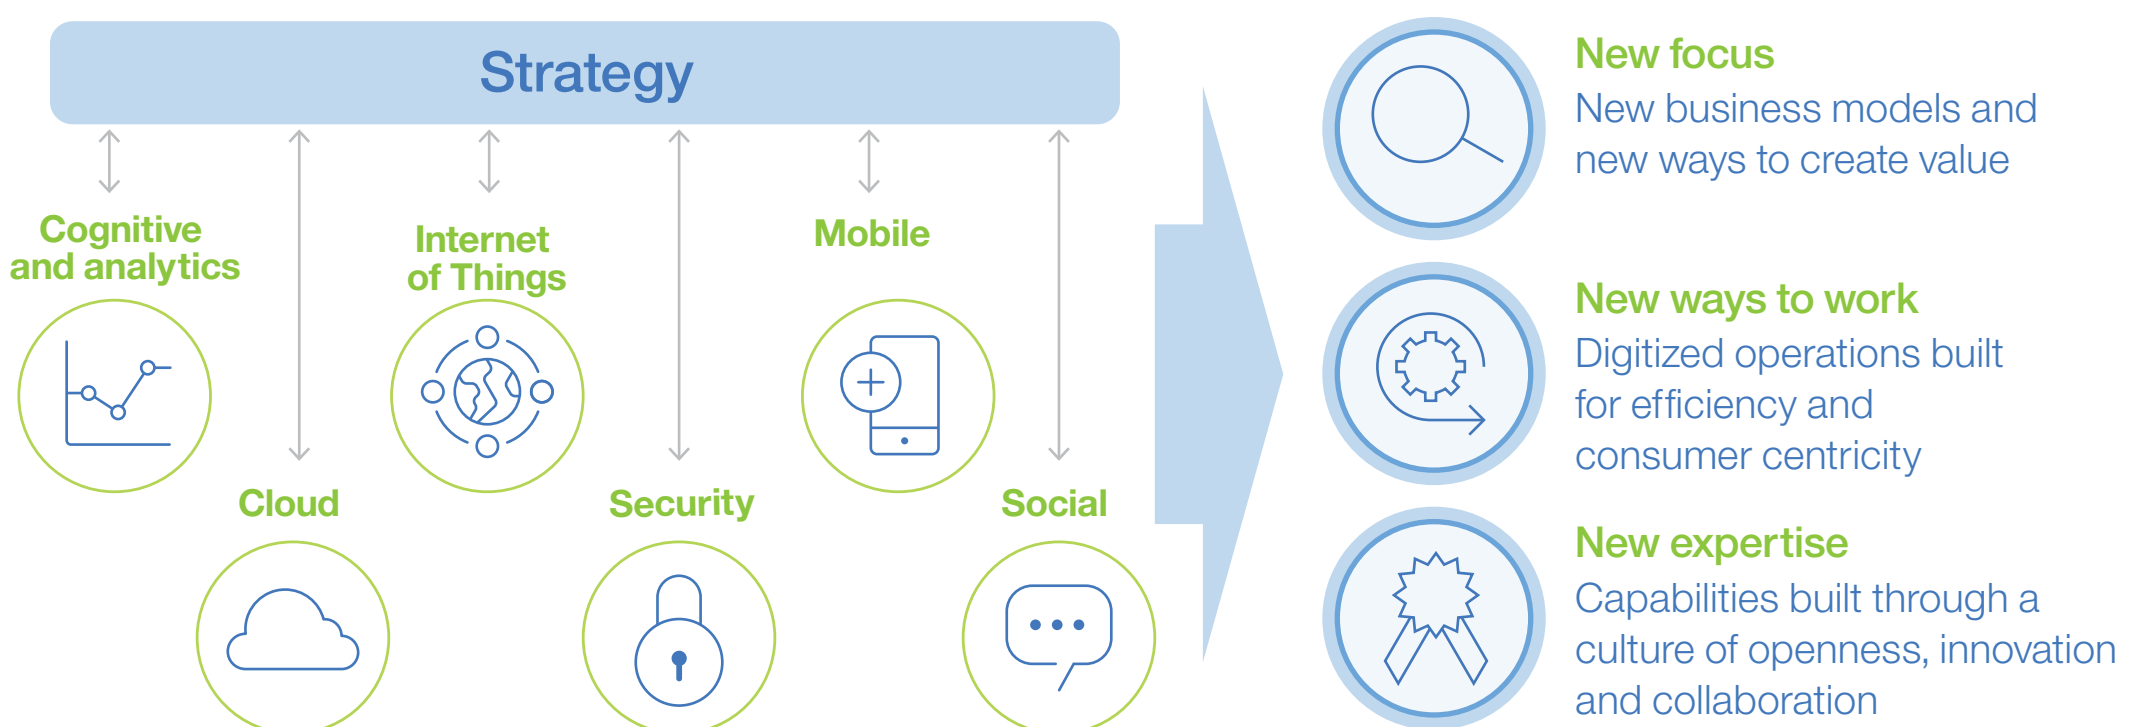 Strategy
Cognitive
and analytics
Internet
of Things
Mobile
Cloud
Security
Social
New focus
New business models and
new ways to create value
New ways to work
Digitized operations built
for efficiency and
consumer centricity
New expertise
Capabilities built through a
culture of openness, innovation
and collaboration